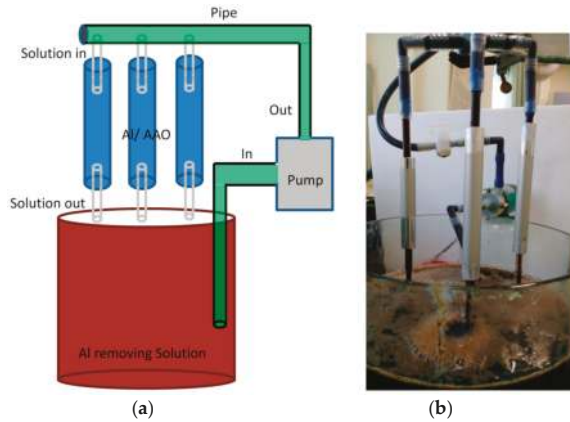 Pipe
Solution in
Out
Al/ AAO
In
Pump
Solution out
Al removing Solution
(a)
(b)